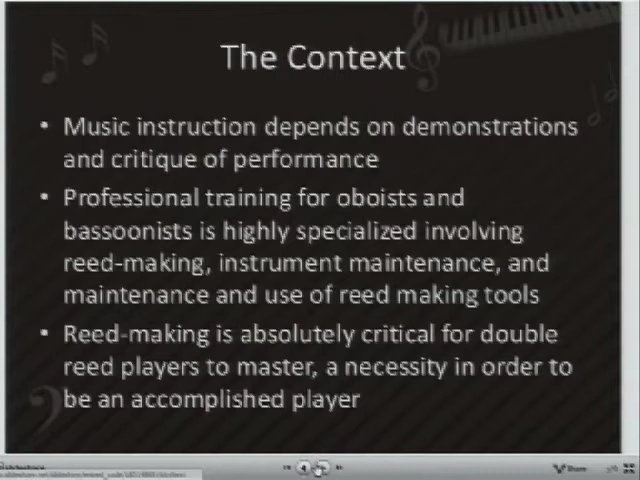 The Context
• Music instruction depends on demonstrations
and critique of performance
• Professional training for oboists and
bassoonists is highly specialized involving
reed-making, instrument maintenance, and
maintenance and use of reed making tools
• Reed-making is absolutely critical for double
reed players to master, a necessity in order to
be an accomplished player
Share